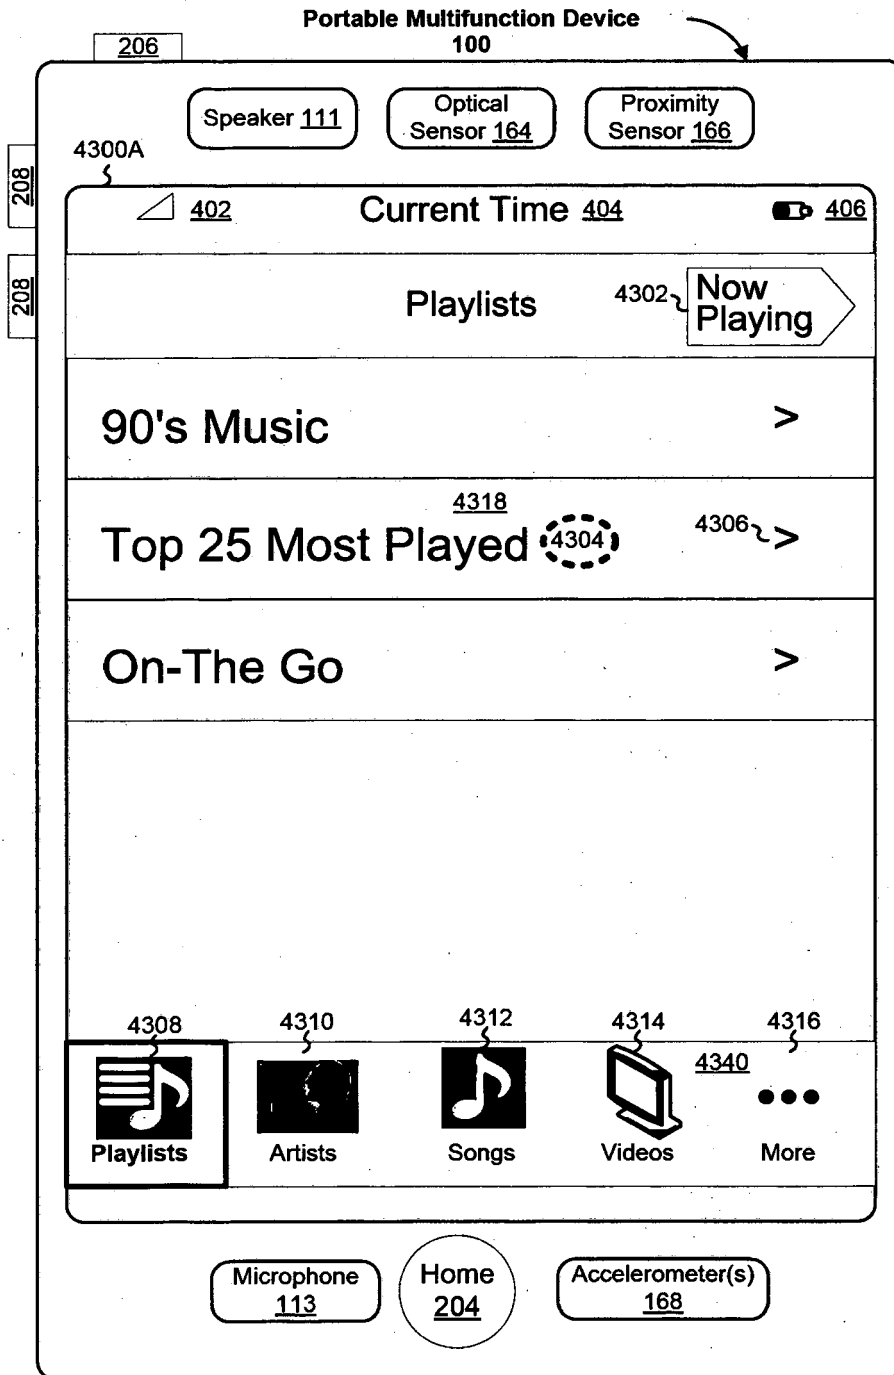 Portable Multifunction Device
100
206
Speaker 111
Optical
Sensor 164
Proximity
Sensor 166
4300A
208
208
402
Current Time 404
406
Playlists
4302
Now
Playing
90's Music
>
4318
Top 25 Most Played
4304
4306
>
On-The Go
>
4308
4310
4312
4314
4316
4340
Playlists
Artists
Songs
Videos
More
Microphone
113
Home
204
Accelerometer(s)
168